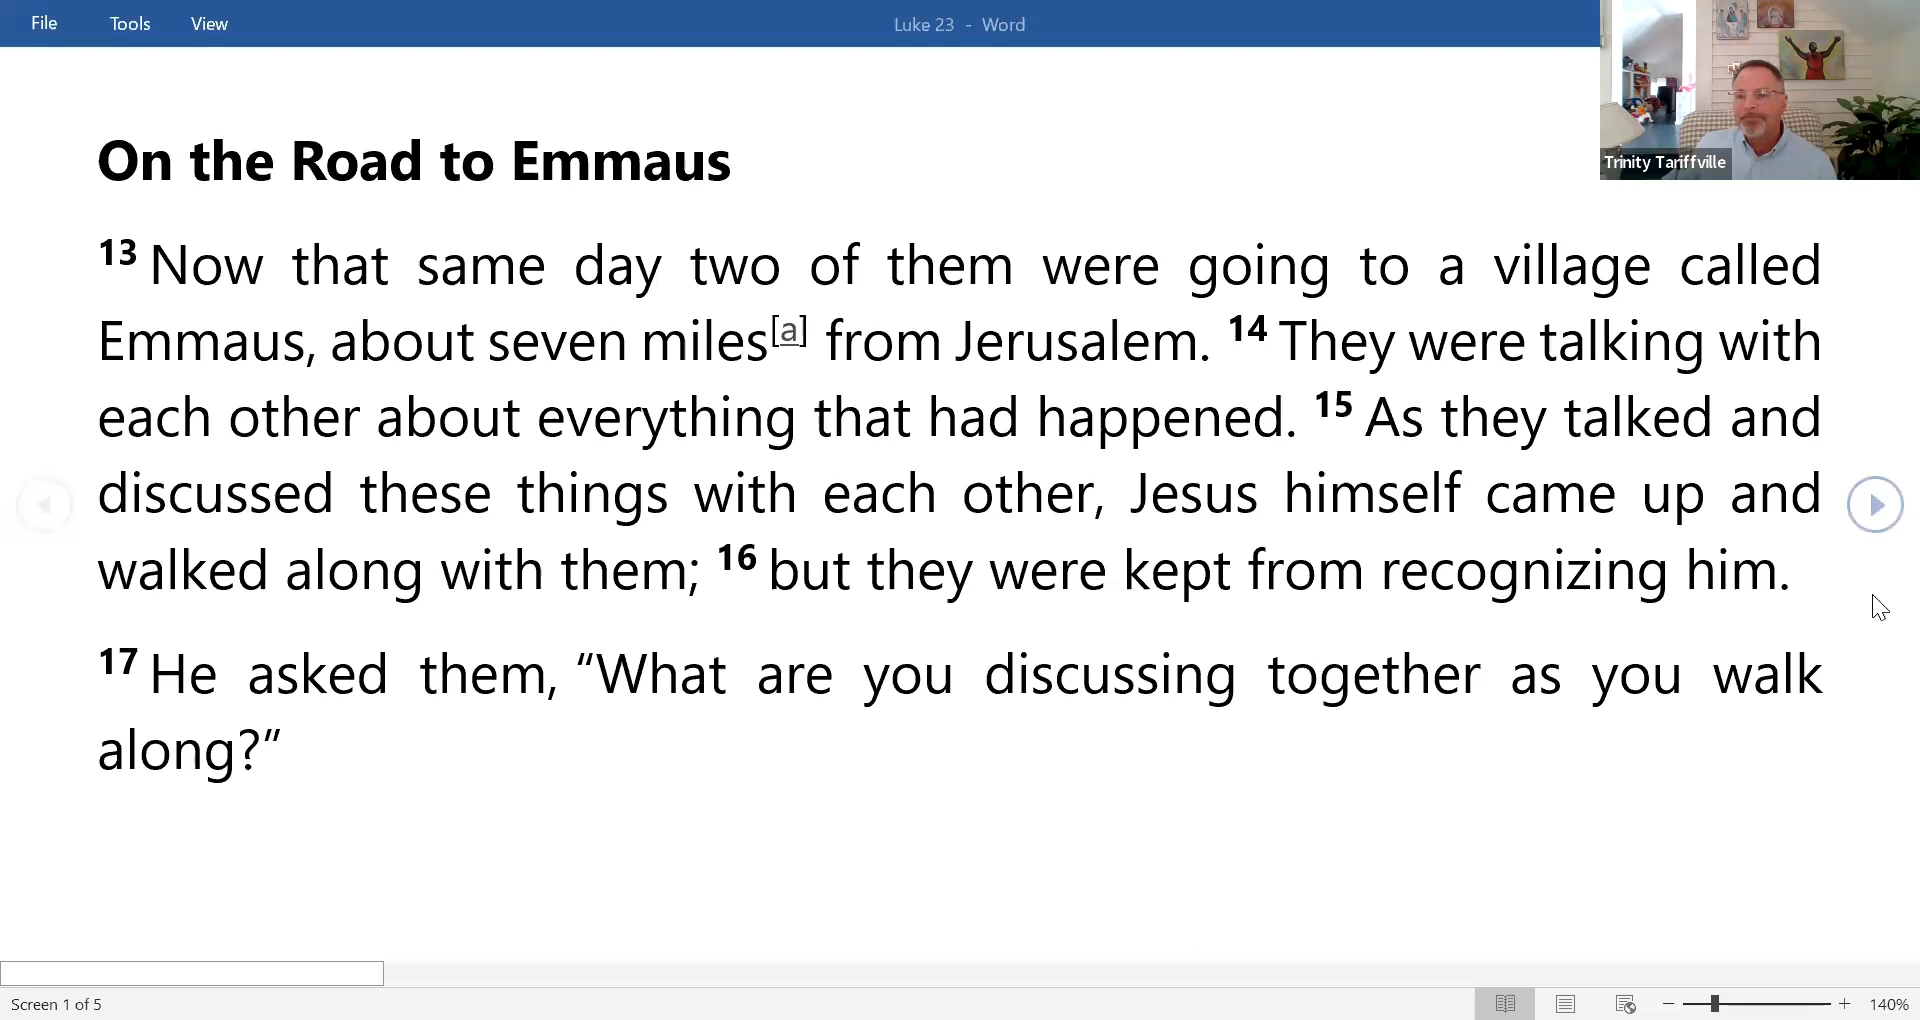 File Tools View Luke 23 - Word
Trinity Tariffville
On the Road to Emmaus
13 Now that same day two of them were going to a village called
Emmaus, about seven miles[a] from Jerusalem. 14 They were talking with
each other about everything that had happened. 15 As they talked and
discussed these things with each other, Jesus himself came up and
walked along with them; 16 but they were kept from recognizing him.
17 He asked them, “What are you discussing together as you walk
along?”
Screen 1 of 5 140%